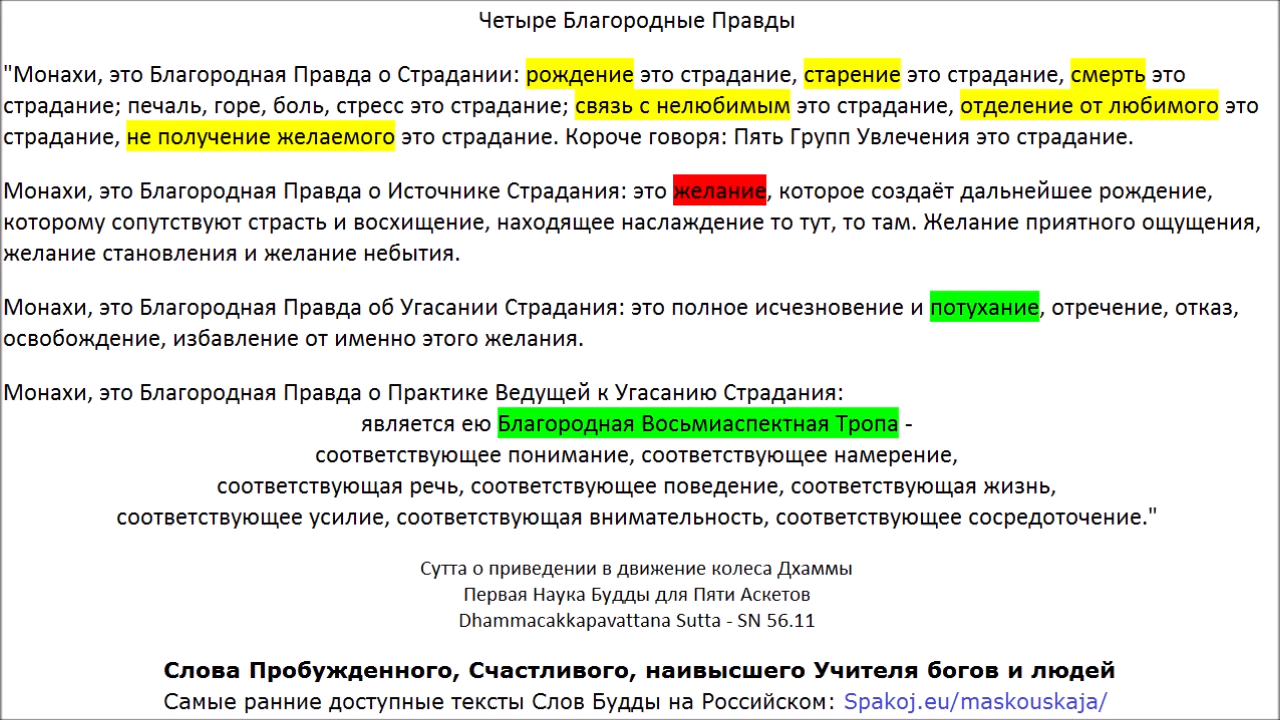 Четыре Благородные Правды
"Монахи, это Благородная Правда о Страдании: рождение это страдание, старение это страдание, смерть это
страдание; печаль, горе, боль, стресс это страдание; связь с нелюбимым это страдание, отделение от любимого это
страдание, не получение желаемого это страдание. Короче говоря: Пять Групп Увлечения это страдание.
Монахи, это Благородная Правда о Источнике Страдания: это желание, которое создаёт дальнейшее рождение,
которому сопутствуют страсть и восхищение, находящее наслаждение то тут, то там. Желание приятного ощущения,
желание становления и желание небытия.
Монахи, это Благородная Правда об Угасании Страдания: это полное исчезновение и потухание, отречение, отказ,
освобождение, избавление от именно этого желания.
Монахи, это Благородная Правда о Практике Ведущей к Угасанию Страдания:
является ею Благородная Восьмиаспектная Тропа -
соответствующее понимание, соответствующее намерение,
соответствующая речь, соответствующее поведение, соответствующая жизнь,
соответствующее усилие, соответствующая внимательность, соответствующее сосредоточение."
Сутта о приведении в движение колеса Дхаммы
Первая Наука Будды для Пяти Аскетов
Dhammacakkapavattana Sutta - SN 56.11
Слова Пробужденного, Счастливого, наивысшего Учителя богов и людей
Самые ранние доступные тексты Слов Будды на Российском: Spakoj.eu/maskouskaja/